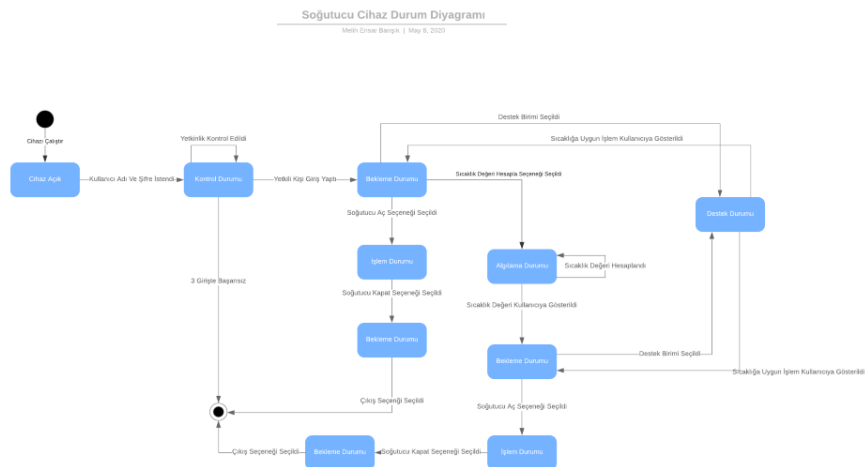 Soğutucu Cihaz Durum Diyagramı
Melih Ensar Barışık | May 8, 2020
Destek Birimi Seçildi
Cihazı Çalıştır
Yetkinlik Kontrol Edildi
Sıcaklığa Uygun İşlem Kullanıcıya Gösterildi
Cihaz Açık
Kullanıcı Adı Ve Şifre İstendi
Kontrol Durumu
Yetkili Kişi Giriş Yaptı
Bekleme Durumu
Sıcaklık Değeri Hesapla Seçeneği Seçildi
Soğutucu Aç Seçeneği Seçildi
Destek Durumu
İşlem Durumu
Algılama Durumu
Sıcaklık Değeri Hesaplandı
3 Girişte Başarısız
Soğutucu Kapat Seçeneği Seçildi
Sıcaklık Değeri Kullanıcıya Gösterildi
Bekleme Durumu
Bekleme Durumu
Destek Birimi Seçildi
Sıcaklığa Uygun İşlem Kullanıcıya Gösterildi
Çıkış Seçeneği Seçildi
Soğutucu Aç Seçeneği Seçildi
Çıkış Seçeneği Seçildi
Bekleme Durumu
Soğutucu Kapat Seçeneği Seçildi
İşlem Durumu